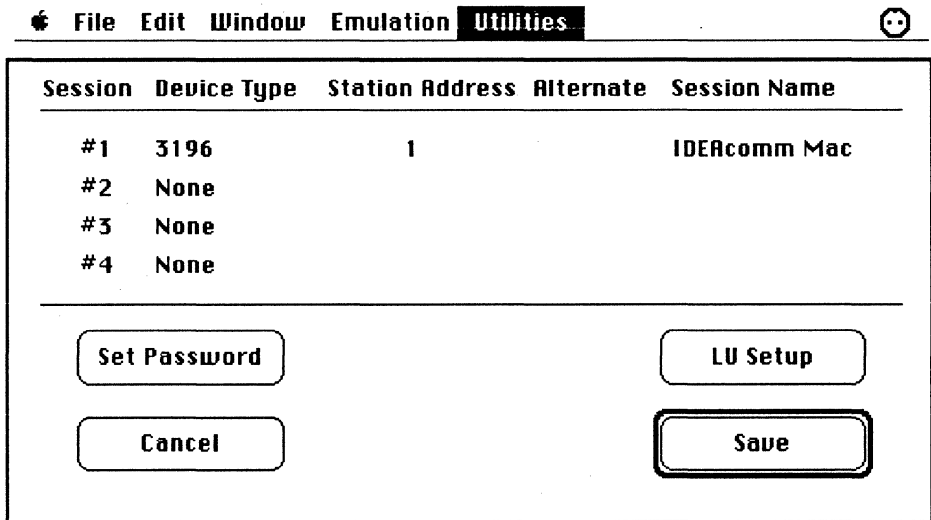 File Edit Window Emulation Utilities
Session Device Type Station Address Alternate Session Name
#1 3196 1 IDEAcomm Mac
#2 None
#3 None
#4 None
Set Password LU Setup
Cancel Save